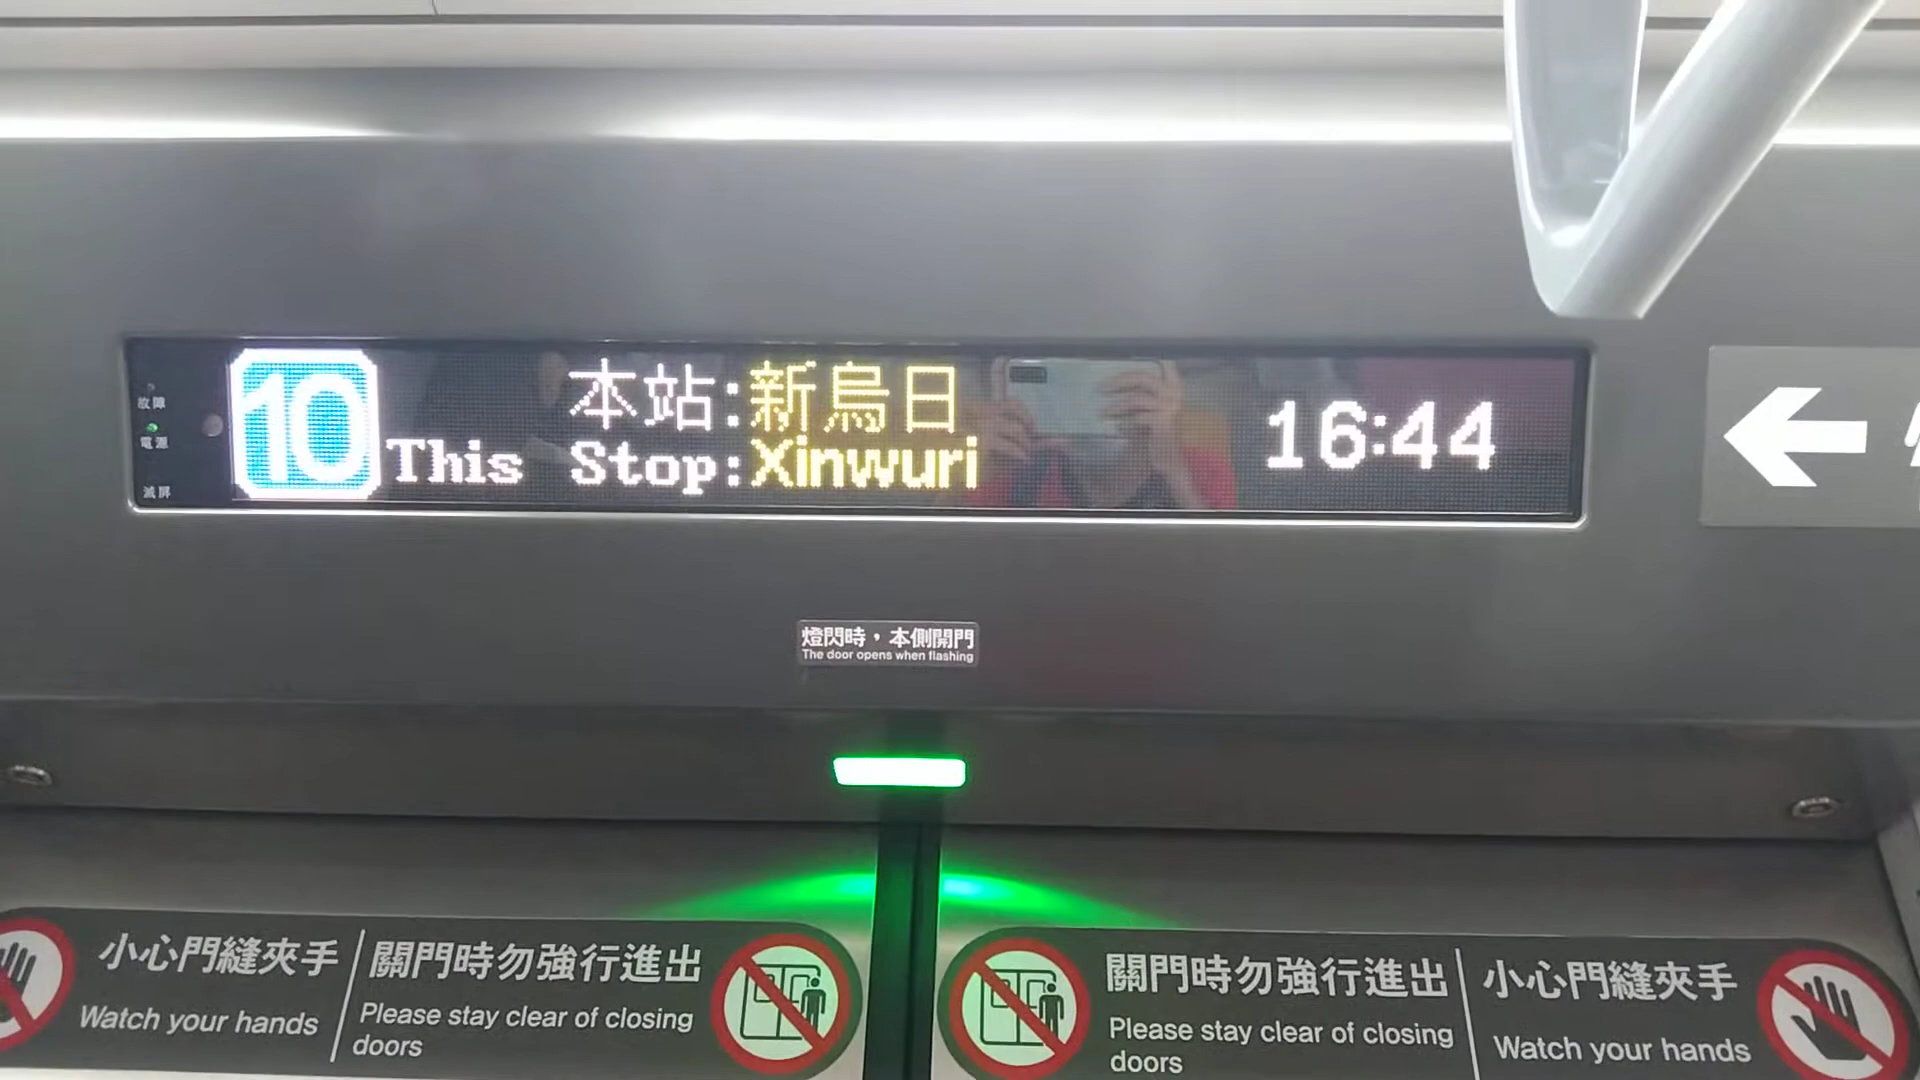 故障
電源
滅屏
10
本站:新烏日
This Stop:Xinwuri
16:44
燈閃時，本側開門
The door opens when flashing
小心門縫夾手
Watch your hands
關門時勿強行進出
Please stay clear of closing
doors
關門時勿強行進出
Please stay clear of closing
doors
小心門縫夾手
Watch your hands